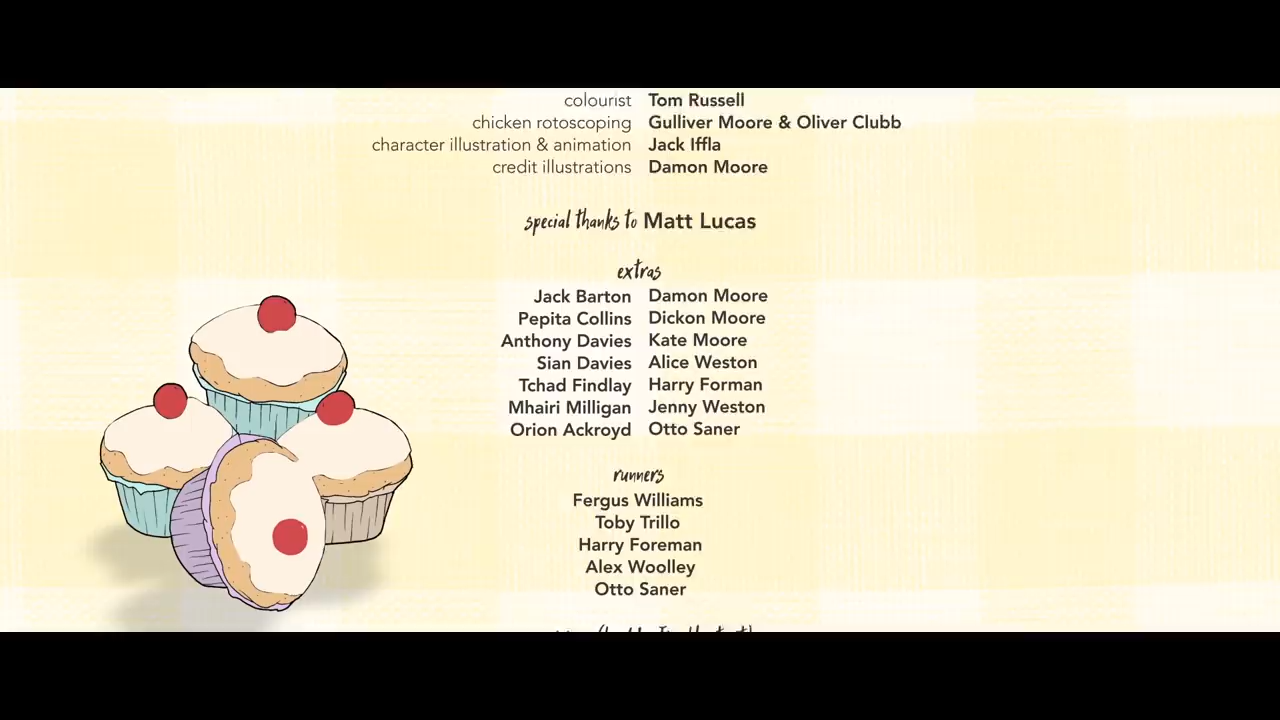 colourist Tom Russell
chicken rotoscoping Gulliver Moore & Oliver Clubb
character illustration & animation Jack Iffla
credit illustrations Damon Moore
special thanks to Matt Lucas
extras
Jack Barton Damon Moore
Pepita Collins Dickon Moore
Anthony Davies Kate Moore
Sian Davies Alice Weston
Tchad Findlay Harry Forman
Mhairi Milligan Jenny Weston
Orion Ackroyd Otto Saner
runners
Fergus Williams
Toby Trillo
Harry Foreman
Alex Woolley
Otto Saner